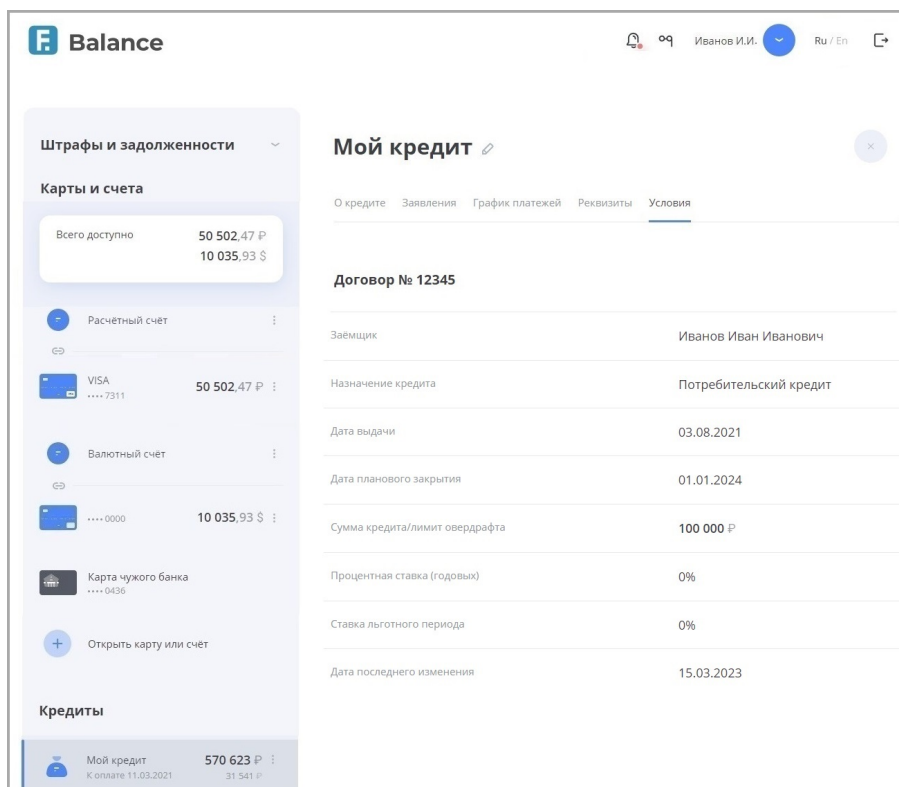 F. Balance
Иванов И.И.
Ru / En
Штрафы и задолженности
Карты и счета
Всего доступно 50 502,47 ₽
10 035,93 $
Расчётный счёт
VISA 50 502,47 ₽
•••• 7311
Валютный счёт
•••• 0000 10 035,93 $
Карта чужого банка
•••• 0436
Открыть карту или счёт
Кредиты
Мой кредит 570 623 ₽
К оплате 11.03.2021 31 541 ₽
Мой кредит
О кредите Заявления График платежей Реквизиты Условия
Договор № 12345
Заёмщик Иванов Иван Иванович
Назначение кредита Потребительский кредит
Дата выдачи 03.08.2021
Дата планового закрытия 01.01.2024
Сумма кредита/лимит овердрафта 100 000 ₽
Процентная ставка (годовых) 0%
Ставка льготного периода 0%
Дата последнего изменения 15.03.2023